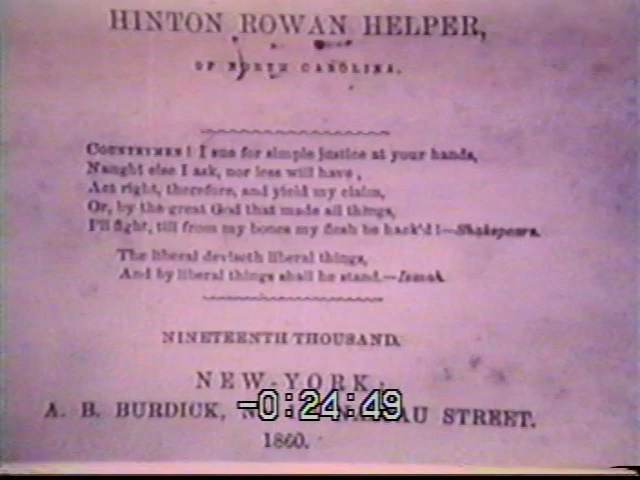 HINTON ROWAN HELPER,
OF NORTH CAROLINA.
COUNTRYMEN! I sue for simple justice at your hands,
Naught else I ask, nor less will have,
Act right, therefore, and yield my claim,
Or, by the great God that made all things,
I'll fight, till from my bones my flesh be hack'd!—Shakspeare.
The liberal deviseth liberal things,
And by liberal things shall he stand.—Isaiah.
NINETEENTH THOUSAND.
NEW-YORK:
A. B. BURDICK, NASSAU STREET.
-0:24:49
1860.